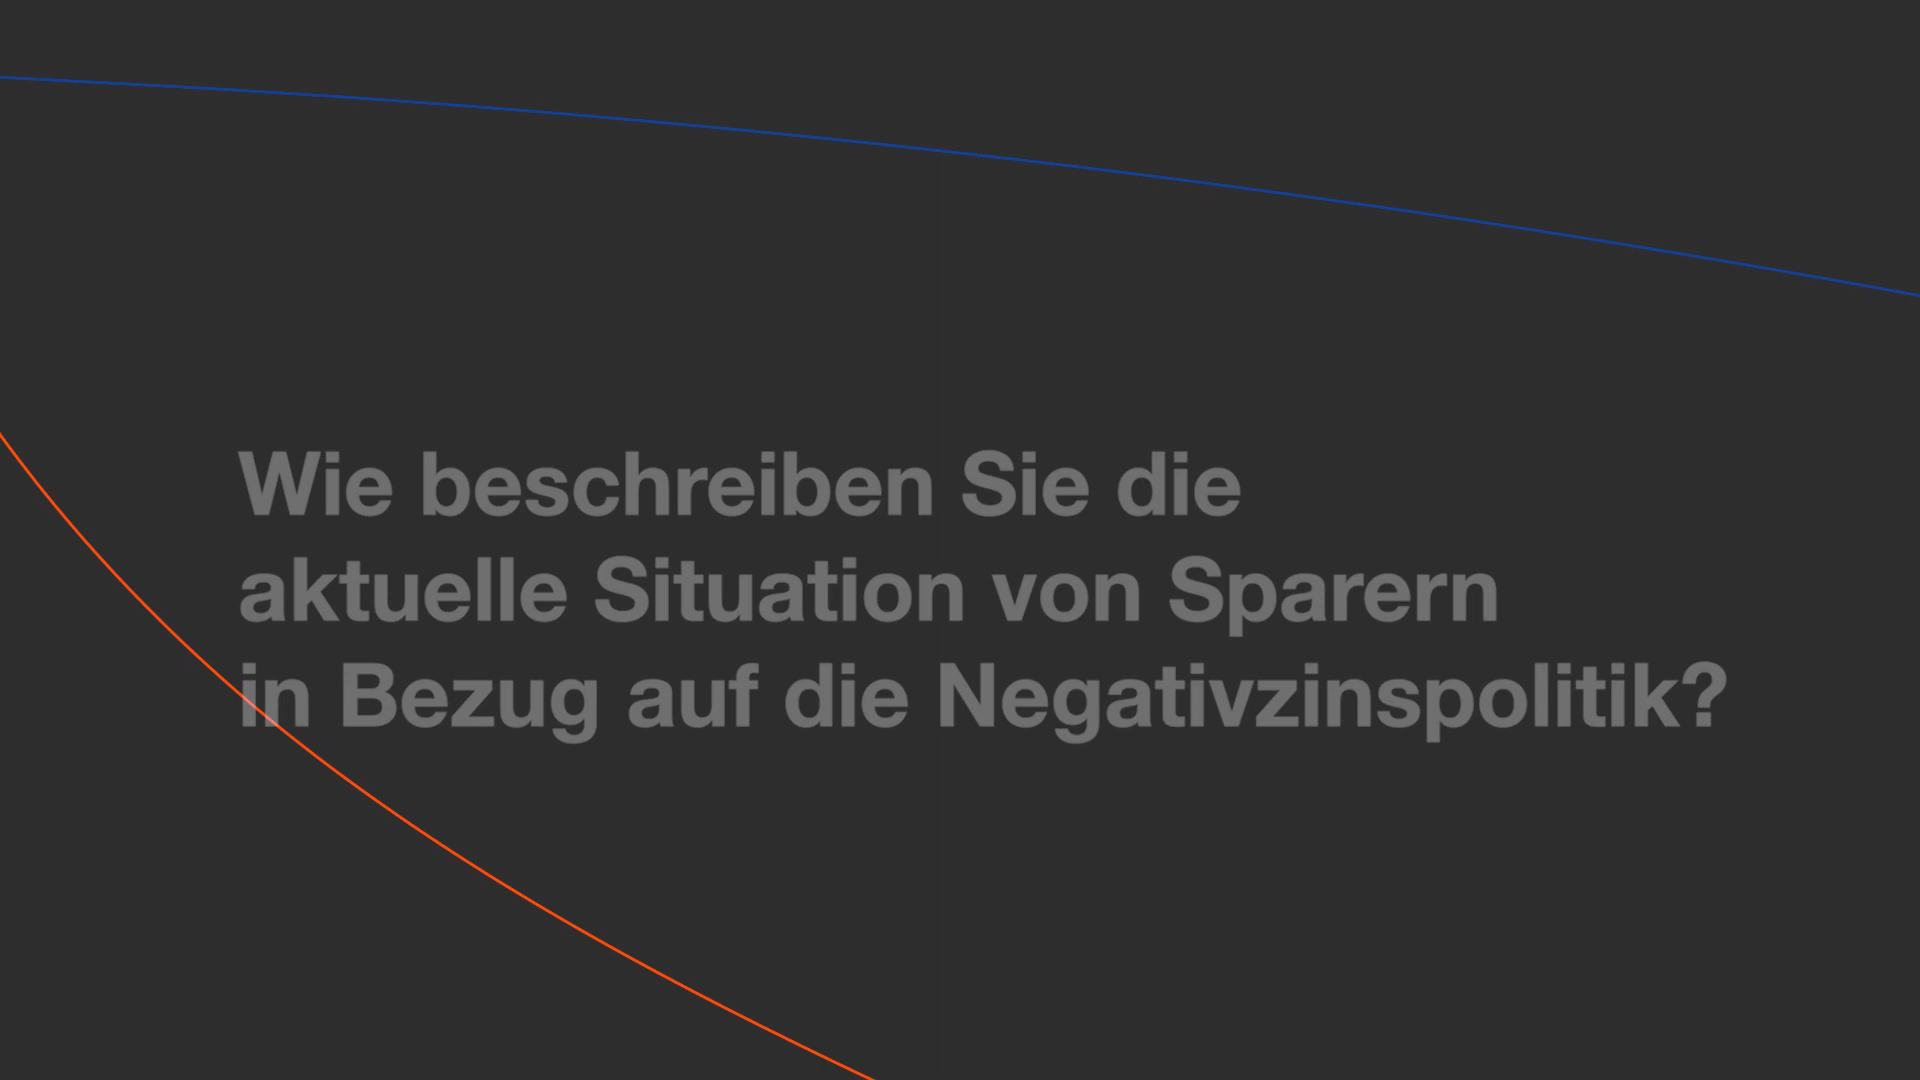 Wie beschreiben Sie die
aktuelle Situation von Sparern
in Bezug auf die Negativzinspolitik?